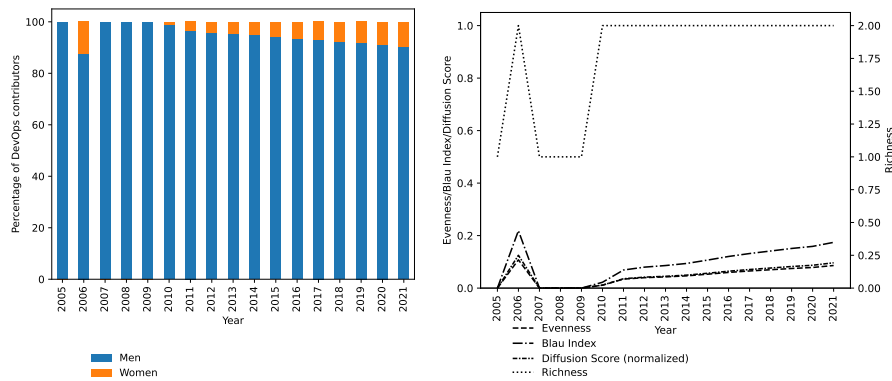 Percentage of DevOps contributors
100
80
60
40
20
0
2005 2006 2007 2008 2009 2010 2011 2012 2013 2014 2015 2016 2017 2018 2019 2020 2021
Year
Men
Women
Evenness/Blau Index/Diffusion Score
1.0
0.8
0.6
0.4
0.2
0.0
2.00
1.75
1.50
1.25
1.00
0.75
0.50
0.25
0.00
Richness
2005 2006 2007 2008 2009 2010 2011 2012 2013 2014 2015 2016 2017 2018 2019 2020 2021
Year
Evenness
Blau Index
Diffusion Score (normalized)
Richness